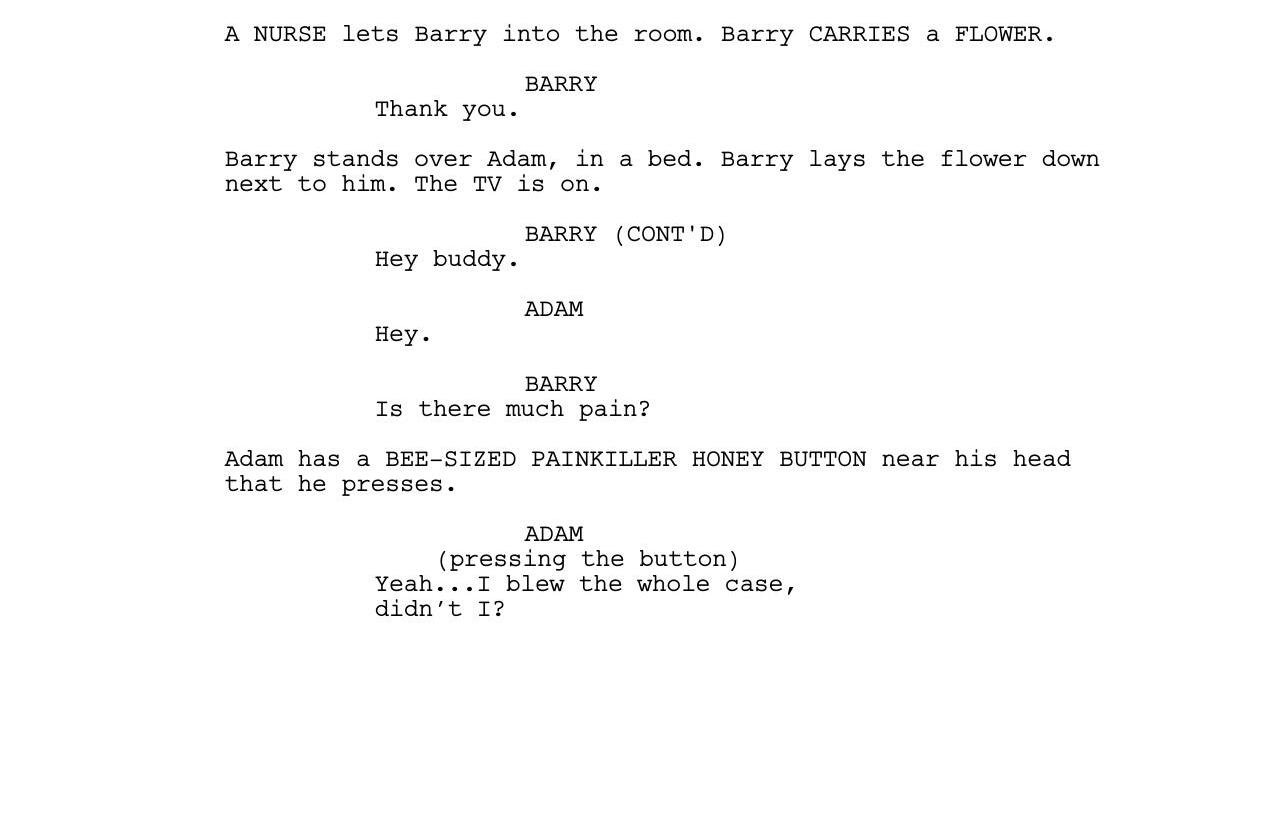 A NURSE lets Barry into the room. Barry CARRIES a FLOWER.
BARRY
Thank you.
Barry stands over Adam, in a bed. Barry lays the flower down
next to him. The TV is on.
BARRY (CONT'D)
Hey buddy.
ADAM
Hey.
BARRY
Is there much pain?
Adam has a BEE-SIZED PAINKILLER HONEY BUTTON near his head
that he presses.
ADAM
(pressing the button)
Yeah...I blew the whole case,
didn’t I?